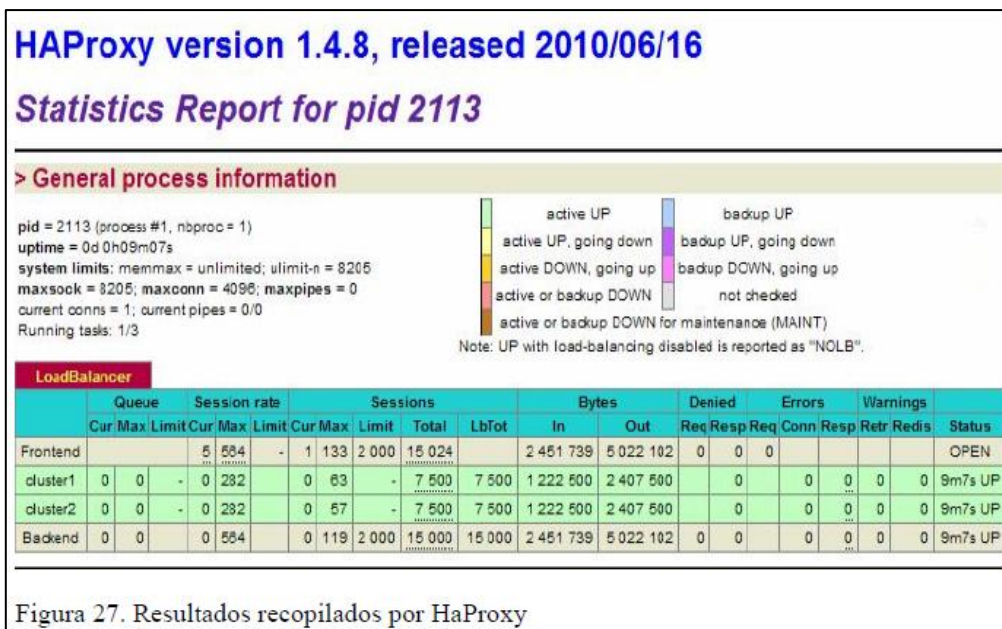 HAProxy version 1.4.8, released 2010/06/16
Statistics Report for pid 2113
> General process information
pid = 2113 (process #1, nbproc = 1)
uptime = 0d 0h09m07s
system limits: memmax = unlimited; ulimit-n = 8205
maxsock = 8205; maxconn = 4096; maxpipes = 0
current conns = 1; current pipes = 0/0
Running tasks: 1/3
active UP backup UP
active UP, going down backup UP, going down
active DOWN, going up backup DOWN, going up
active or backup DOWN not checked
active or backup DOWN for maintenance (MAINT)
Note: UP with load-balancing disabled is reported as "NOLB".
LoadBalancer
Queue Session rate Sessions Bytes Denied Errors Warnings
Cur Max Limit Cur Max Limit Cur Max Limit Total LbTot In Out Req Resp Req Conn Resp Retr Redis Status
Frontend 5 564 - 1 133 2 000 15 024 2 451 739 5 022 102 0 0 0 OPEN
cluster1 0 0 - 0 282 0 63 - 7 500 7 500 1 222 500 2 407 500 0 0 0 0 0 9m7s UP
cluster2 0 0 - 0 282 0 57 - 7 500 7 500 1 222 500 2 407 500 0 0 0 0 0 9m7s UP
Backend 0 0 0 564 0 119 2 000 15 000 15 000 2 451 739 5 022 102 0 0 0 0 0 0 9m7s UP
Figura 27. Resultados recopilados por HaProxy